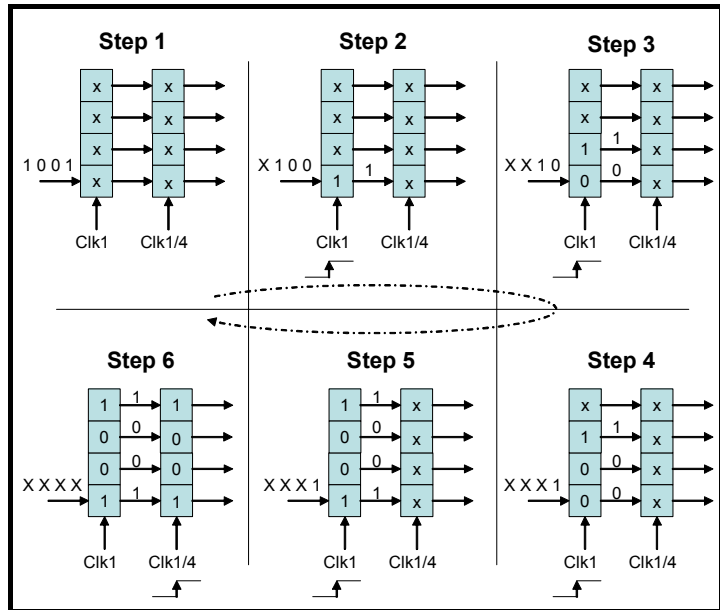 Step 1
x x
x x
x x
1 0 0 1 x x
Clk1 Clk1/4
Step 2
x x
x x
x x
X 1 0 0 1 1 x
Clk1 Clk1/4
Step 3
x x
x x
1 1 x
X X 1 0 0 0 x
Clk1 Clk1/4
Step 6
1 1 1
0 0 0
0 0 0
X X X X 1 1 1
Clk1 Clk1/4
Step 5
1 1 x
0 0 x
0 0 x
X X X 1 1 1 x
Clk1 Clk1/4
Step 4
x x
1 1 x
0 0 x
X X X 1 0 0 x
Clk1 Clk1/4